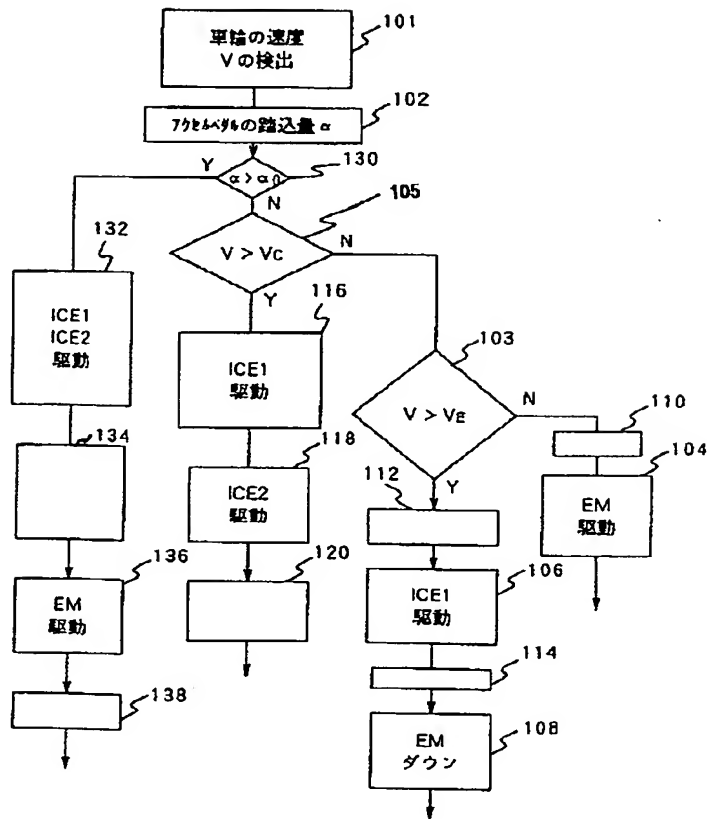 101
車輪の速度
Vの検出
102
アクセルペダルの踏込量 α
130
Y
α > α0
N
105
V > VC
N
Y
132
ICE1
ICE2
駆動
116
ICE1
駆動
103
V > VE
N
Y
110
104
EM
駆動
134
118
ICE2
駆動
112
136
EM
駆動
120
106
ICE1
駆動
114
138
108
EM
ダウン